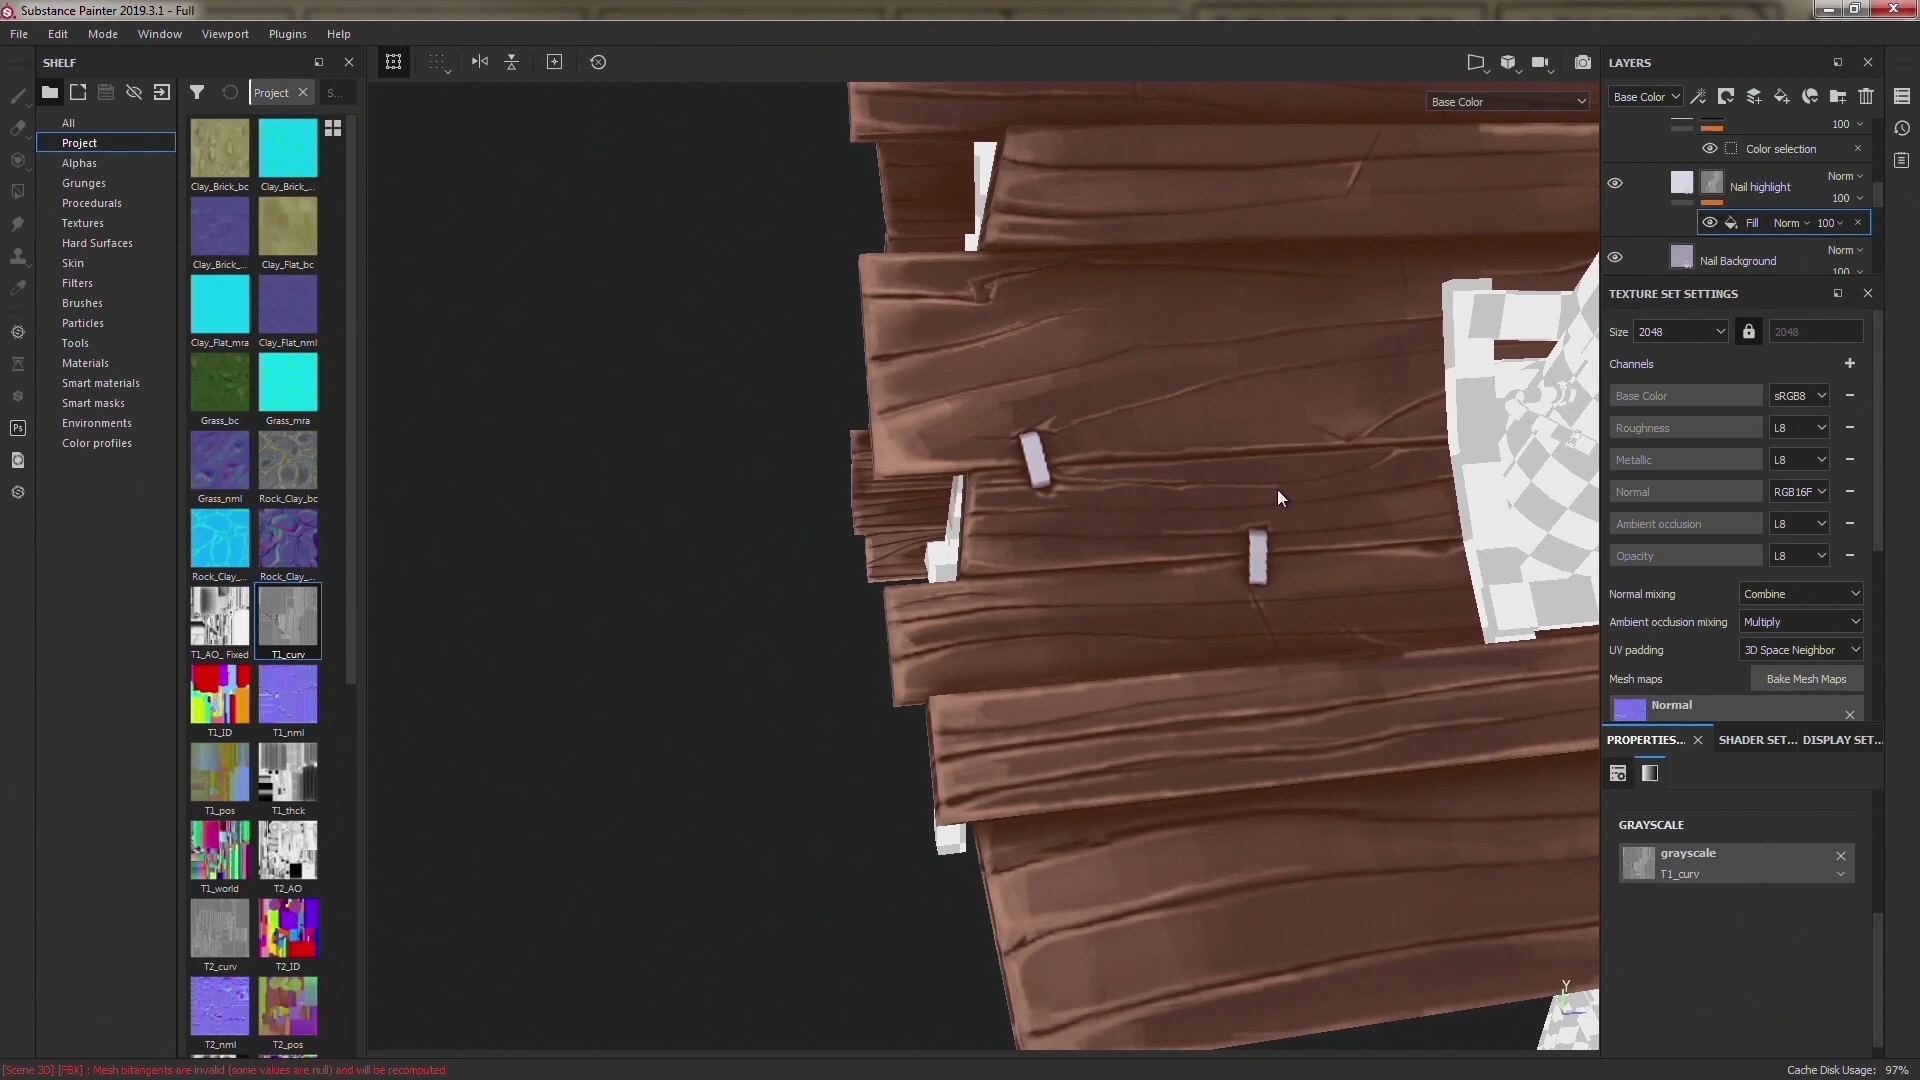 Substance Painter 2019.3.1 - Full
File Edit Mode Window Viewport Plugins Help
SHELF
Project
S...
All
Project
Alphas
Grunges
Procedurals
Textures
Hard Surfaces
Skin
Filters
Brushes
Particles
Tools
Materials
Smart materials
Smart masks
Environments
Color profiles
Ps
Clay_Brick_bc Clay_Brick_...
Clay_Brick_... Clay_Flat_bc
Clay_Flat_mra Clay_Flat_nml
Grass_bc Grass_mra
Grass_nml Rock_Clay_bc
Rock_Clay_... Rock_Clay_...
T1_AO_ Fixed T1_curv
T1_ID T1_nml
T1_pos T1_thck
T1_world T2_AO
T2_curv T2_ID
T2_nml T2_pos
Base Color
Y
LAYERS
Base Color
100
Color selection
Nail highlight Norm
100
Fill Norm 100
Nail Background Norm
100
TEXTURE SET SETTINGS
Size 2048 2048
Channels
Base Color sRGB8
Roughness L8
Metallic L8
Normal RGB16F
Ambient occlusion L8
Opacity L8
Normal mixing Combine
Ambient occlusion mixing Multiply
UV padding 3D Space Neighbor
Mesh maps Bake Mesh Maps
Normal
PROPERTIES... SHADER SET... DISPLAY SET...
GRAYSCALE
grayscale
T1_curv
[Scene 3D] [FBX] : Mesh bitangents are invalid (some values are null) and will be recomputed
Cache Disk Usage: 97%